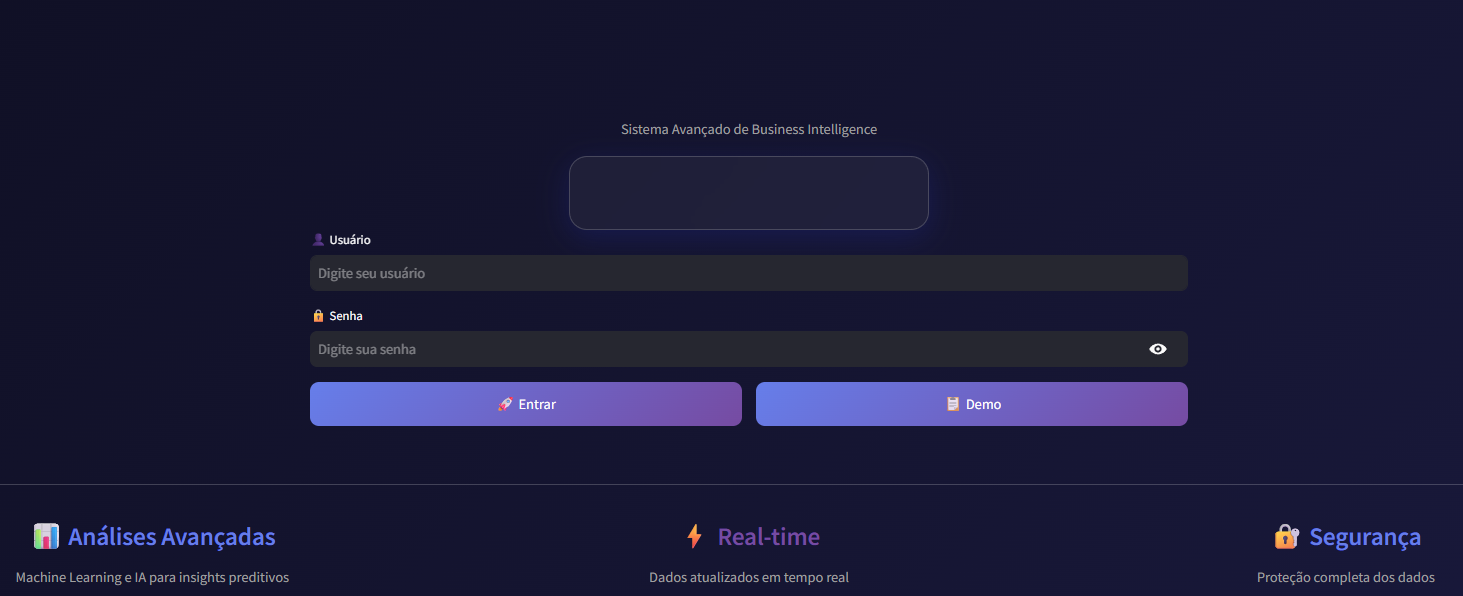 Sistema Avançado de Business Intelligence
👤 Usuário
Digite seu usuário
🔒 Senha
Digite sua senha
🚀 Entrar
📋 Demo
📊 Análises Avançadas
⚡ Real-time
🔐 Segurança
Machine Learning e IA para insights preditivos
Dados atualizados em tempo real
Proteção completa dos dados